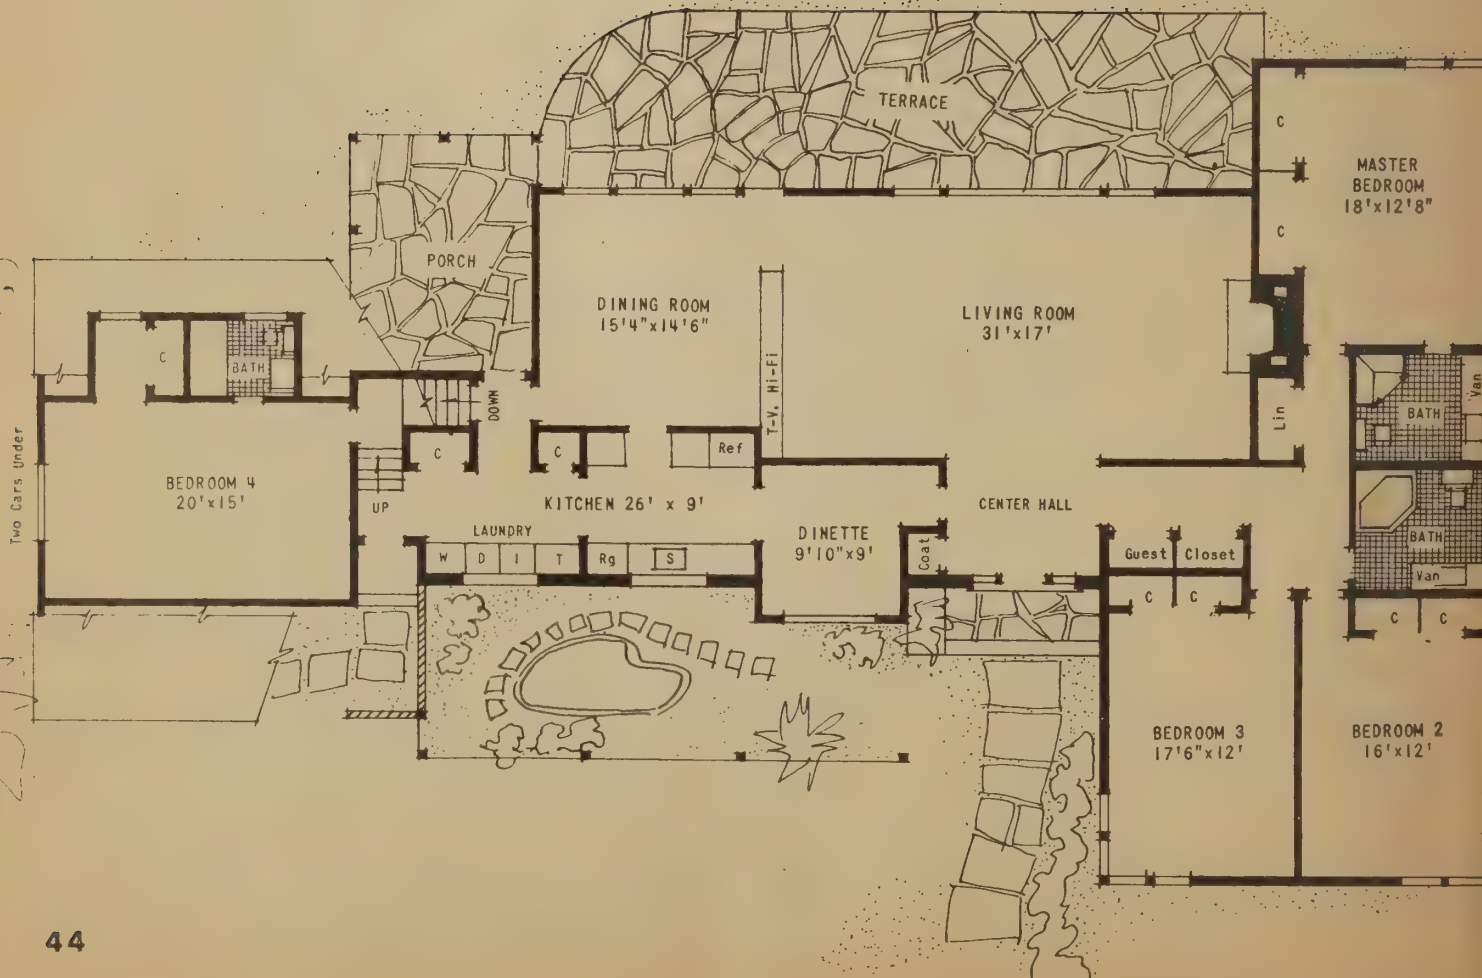 TERRACE
C
MASTER
BEDROOM
18'x12'8"
C
PORCH
DINING ROOM
15'4"x14'6"
LIVING ROOM
31'x17'
C
BATH
T-V, Hi-Fi
DOWN
Lin
BATH
Van
C
C
Ref
Two Cars Under
BEDROOM 4
20'x15'
UP
KITCHEN 26' x 9'
CENTER HALL
LAUNDRY
W
D
I
T
Rg
S
DINETTE
9'10"x9'
Coat
Guest
Closet
BATH
Van
C
C
C
C
BEDROOM 3
17'6"x12'
BEDROOM 2
16'x12'
44